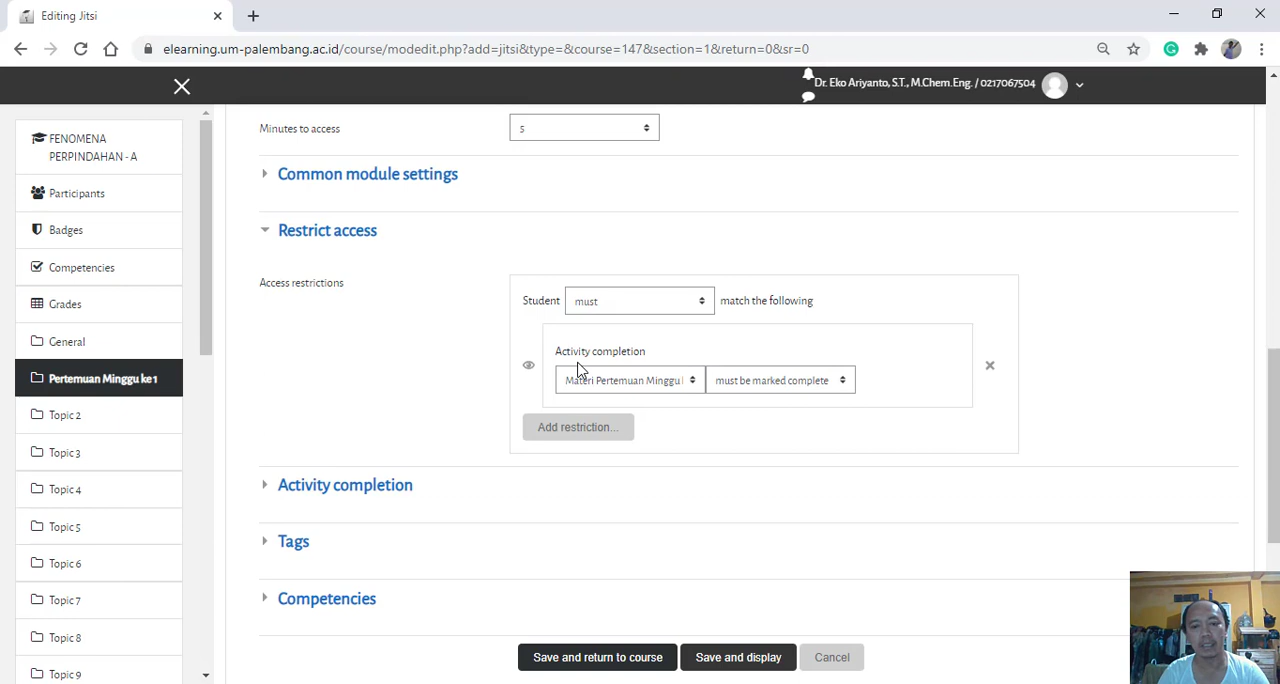 Editing Jitsi
elearning.um-palembang.ac.id/course/modedit.php?add=jitsi&type=&course=147&section=1&return=0&sr=0
Dr. Eko Ariyanto, S.T., M.Chem.Eng. / 0217067504
FENOMENA
PERPINDAHAN - A
Participants
Badges
Competencies
Grades
General
Pertemuan Minggu ke 1
Topic 2
Topic 3
Topic 4
Topic 5
Topic 6
Topic 7
Topic 8
Topic 9
Minutes to access
5
Common module settings
Restrict access
Access restrictions
Student must match the following
Activity completion
Materi Pertemuan Minggu must be marked complete
Add restriction...
Activity completion
Tags
Competencies
Save and return to course Save and display Cancel